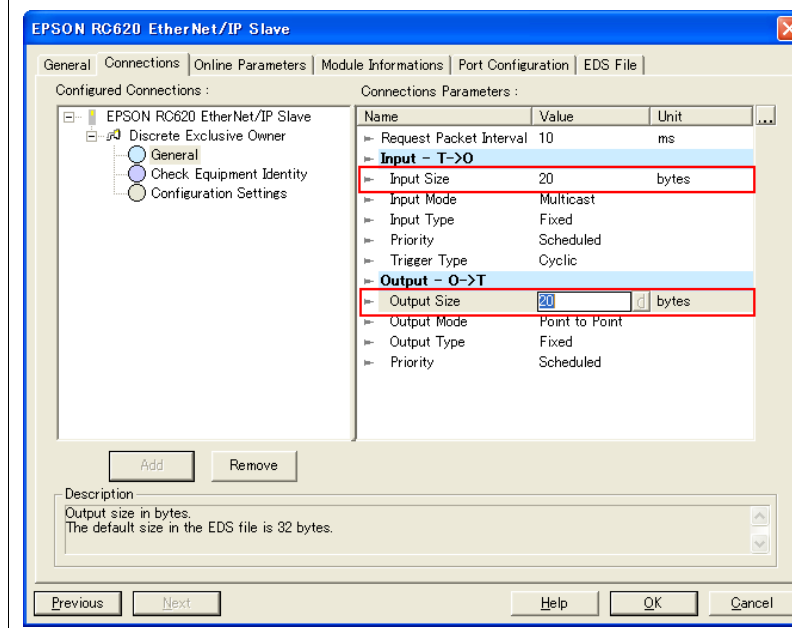 EPSON RC620 EtherNet/IP Slave
General Connections Online Parameters Module Informations Port Configuration EDS File
Configured Connections :
EPSON RC620 EtherNet/IP Slave
Discrete Exclusive Owner
General
Check Equipment Identity
Configuration Settings
Connections Parameters :
Name Value Unit ...
Request Packet Interval 10 ms
Input - T->O
Input Size 20 bytes
Input Mode Multicast
Input Type Fixed
Priority Scheduled
Trigger Type Cyclic
Output - O->T
Output Size 20 d bytes
Output Mode Point to Point
Output Type Fixed
Priority Scheduled
Add Remove
Description
Output size in bytes.
The default size in the EDS file is 32 bytes.
Previous Next Help OK Cancel